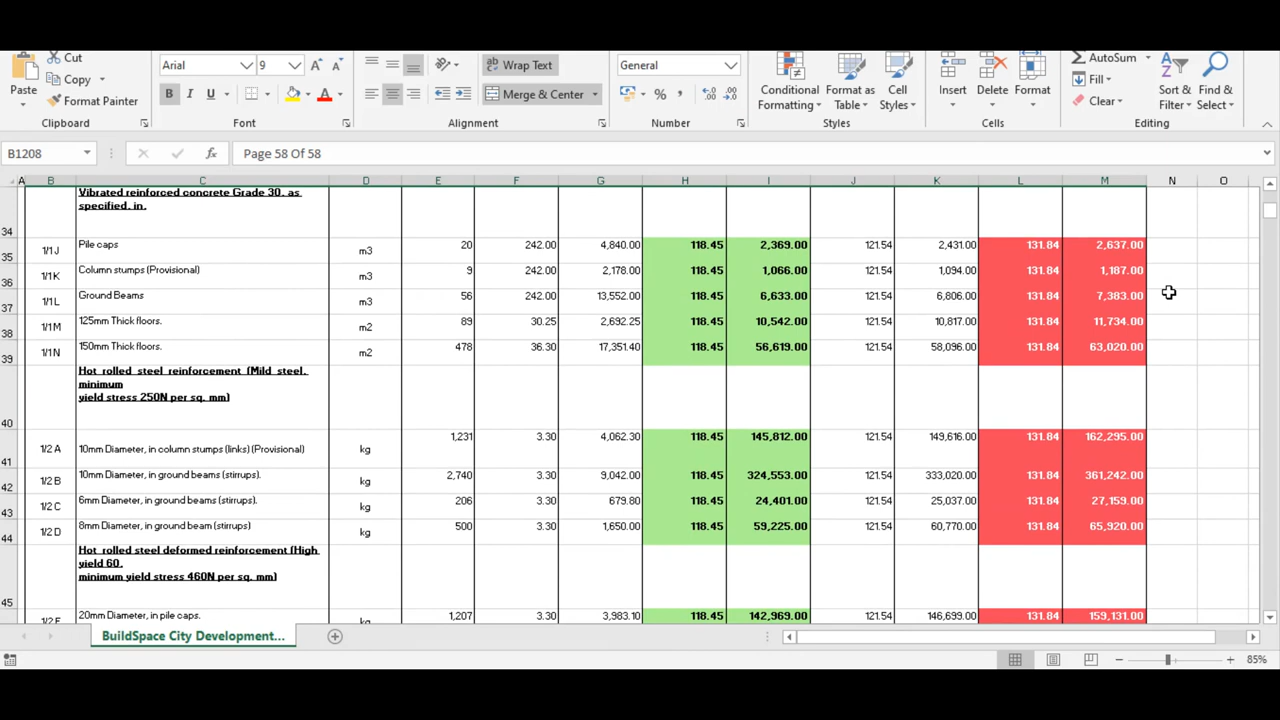 Cut
Copy
Format Painter
Paste
Clipboard
Arial 9
B I U A
Font
ab Wrap Text
Merge & Center
Alignment
General
% ,
Number
Conditional Formatting
Format as Table
Cell Styles
Styles
Insert Delete Format
Cells
AutoSum
Fill
Clear
Sort & Filter
Find & Select
Editing
B1208 fx Page 58 Of 58
A B C D E F G H I J K L M N O
Vibrated reinforced concrete Grade 30, as
specified, in.
34
35 1/1J Pile caps m3 20 242.00 4,840.00 118.45 2,369.00 121.54 2,431.00 131.84 2,637.00
36 1/1K Column stumps (Provisional) m3 9 242.00 2,178.00 118.45 1,066.00 121.54 1,094.00 131.84 1,187.00
37 1/1L Ground Beams m3 56 242.00 13,552.00 118.45 6,633.00 121.54 6,806.00 131.84 7,383.00
38 1/1M 125mm Thick floors. m2 89 30.25 2,692.25 118.45 10,542.00 121.54 10,817.00 131.84 11,734.00
39 1/1N 150mm Thick floors. m2 478 36.30 17,351.40 118.45 56,619.00 121.54 58,096.00 131.84 63,020.00
Hot rolled steel reinforcement (Mild steel,
minimum
yield stress 250N per sq. mm)
40
41 1/2 A 10mm Diameter, in column stumps (links) (Provisional) kg 1,231 3.30 4,062.30 118.45 145,812.00 121.54 149,616.00 131.84 162,295.00
42 1/2 B 10mm Diameter, in ground beams (stirrups). kg 2,740 3.30 9,042.00 118.45 324,553.00 121.54 333,020.00 131.84 361,242.00
43 1/2 C 6mm Diameter, in ground beams (stirrups). kg 206 3.30 679.80 118.45 24,401.00 121.54 25,037.00 131.84 27,159.00
44 1/2 D 8mm Diameter, in ground beam (stirrups) kg 500 3.30 1,650.00 118.45 59,225.00 121.54 60,770.00 131.84 65,920.00
Hot rolled steel deformed reinforcement (High
yield 60,
minimum yield stress 460N per sq. mm)
45
20mm Diameter, in pile caps. kg 1,207 3.30 3,983.10 118.45 142,969.00 121.54 146,699.00 131.84 159,131.00
BuildSpace City Development...
85%